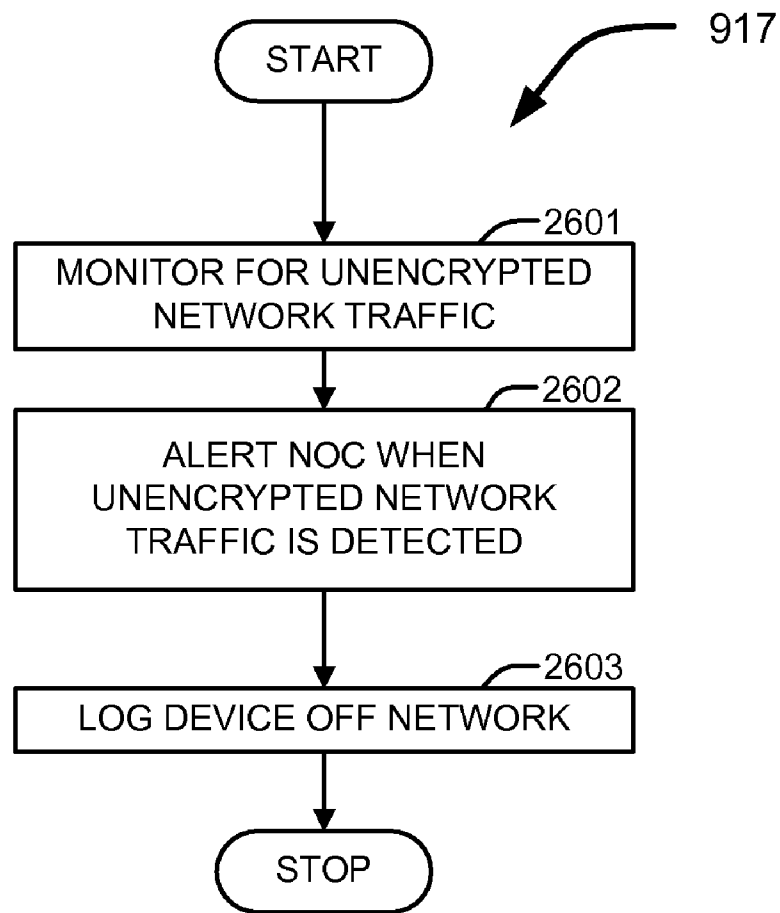 917
START
2601
MONITOR FOR UNENCRYPTED
NETWORK TRAFFIC
2602
ALERT NOC WHEN
UNENCRYPTED NETWORK
TRAFFIC IS DETECTED
2603
LOG DEVICE OFF NETWORK
STOP